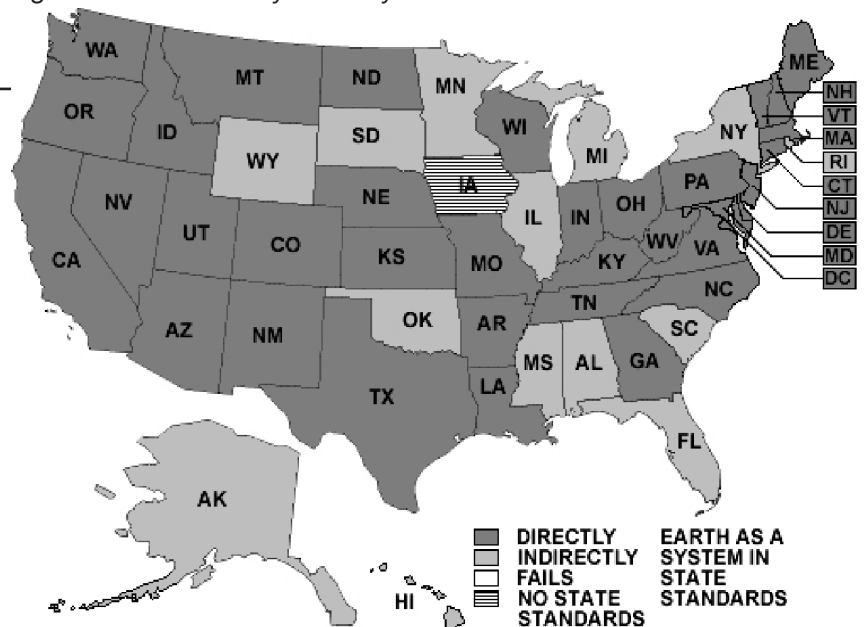 WA
MT
ND
MN
ME
OR
ID
SD
WI
NY
NH
VT
MA
RI
CT
NJ
DE
MD
DC
WY
MI
IA
NE
PA
NV
UT
CO
IL
IN
OH
WV
VA
CA
KS
MO
KY
NC
AZ
NM
OK
AR
TN
SC
MS
AL
GA
TX
LA
FL
AK
HI
DIRECTLY EARTH AS A
INDIRECTLY SYSTEM IN
FAILS STATE
NO STATE STANDARDS
STANDARDS